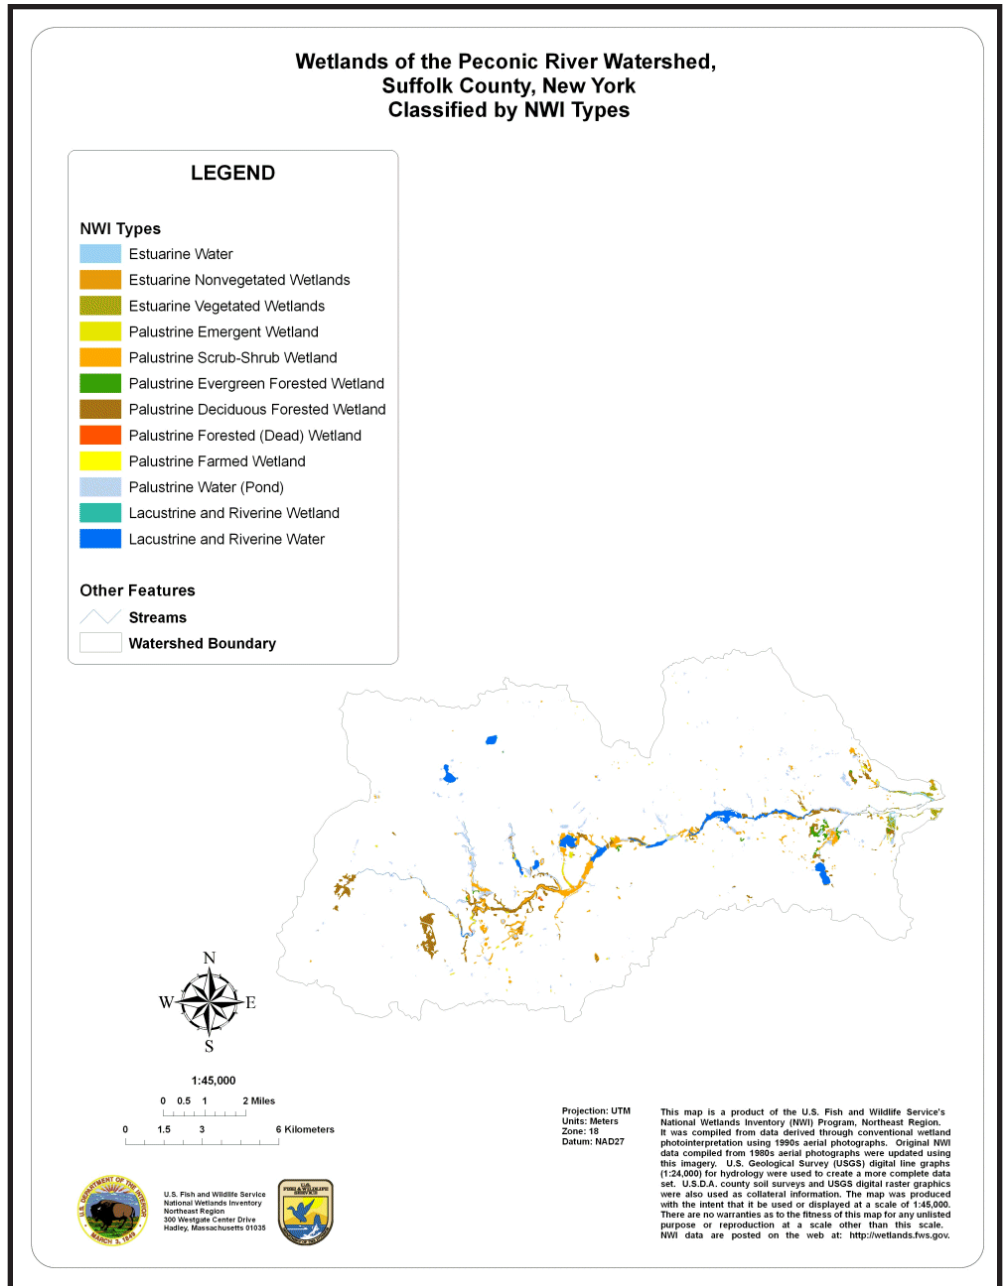 Wetlands of the Peconic River Watershed,
Suffolk County, New York
Classified by NWI Types
LEGEND
NWI Types
Estuarine Water
Estuarine Nonvegetated Wetlands
Estuarine Vegetated Wetlands
Palustrine Emergent Wetland
Palustrine Scrub-Shrub Wetland
Palustrine Evergreen Forested Wetland
Palustrine Deciduous Forested Wetland
Palustrine Forested (Dead) Wetland
Palustrine Farmed Wetland
Palustrine Water (Pond)
Lacustrine and Riverine Wetland
Lacustrine and Riverine Water
Other Features
Streams
Watershed Boundary
N
W E
S
1:45,000
0 0.5 1 2 Miles
0 1.5 3 6 Kilometers
Projection: UTM
Units: Meters
Zone: 18
Datum: NAD27
This map is a product of the U.S. Fish and Wildlife Service's
National Wetlands Inventory (NWI) Program, Northeast Region.
It was compiled from data derived through conventional wetland
photointerpretation using 1990s aerial photographs. Original NWI
data compiled from 1980s aerial photographs were updated using
this imagery. U.S. Geological Survey (USGS) digital line graphs
(1:24,000) for hydrology were used to create a more complete data
set. U.S.D.A. county soil surveys and USGS digital raster graphics
were also used as collateral information. The map was produced
with the intent that it be used or displayed at a scale of 1:45,000.
There are no warranties as to the fitness of this map for any unlisted
purpose or reproduction at a scale other than this scale.
NWI data are posted on the web at: http://wetlands.fws.gov.
U.S. DEPARTMENT OF THE INTERIOR
MARCH 3, 1849
U.S. Fish and Wildlife Service
National Wetlands Inventory
Northeast Region
300 Westgate Center Drive
Hadley, Massachusetts 01035
U.S.
FISH & WILDLIFE
SERVICE